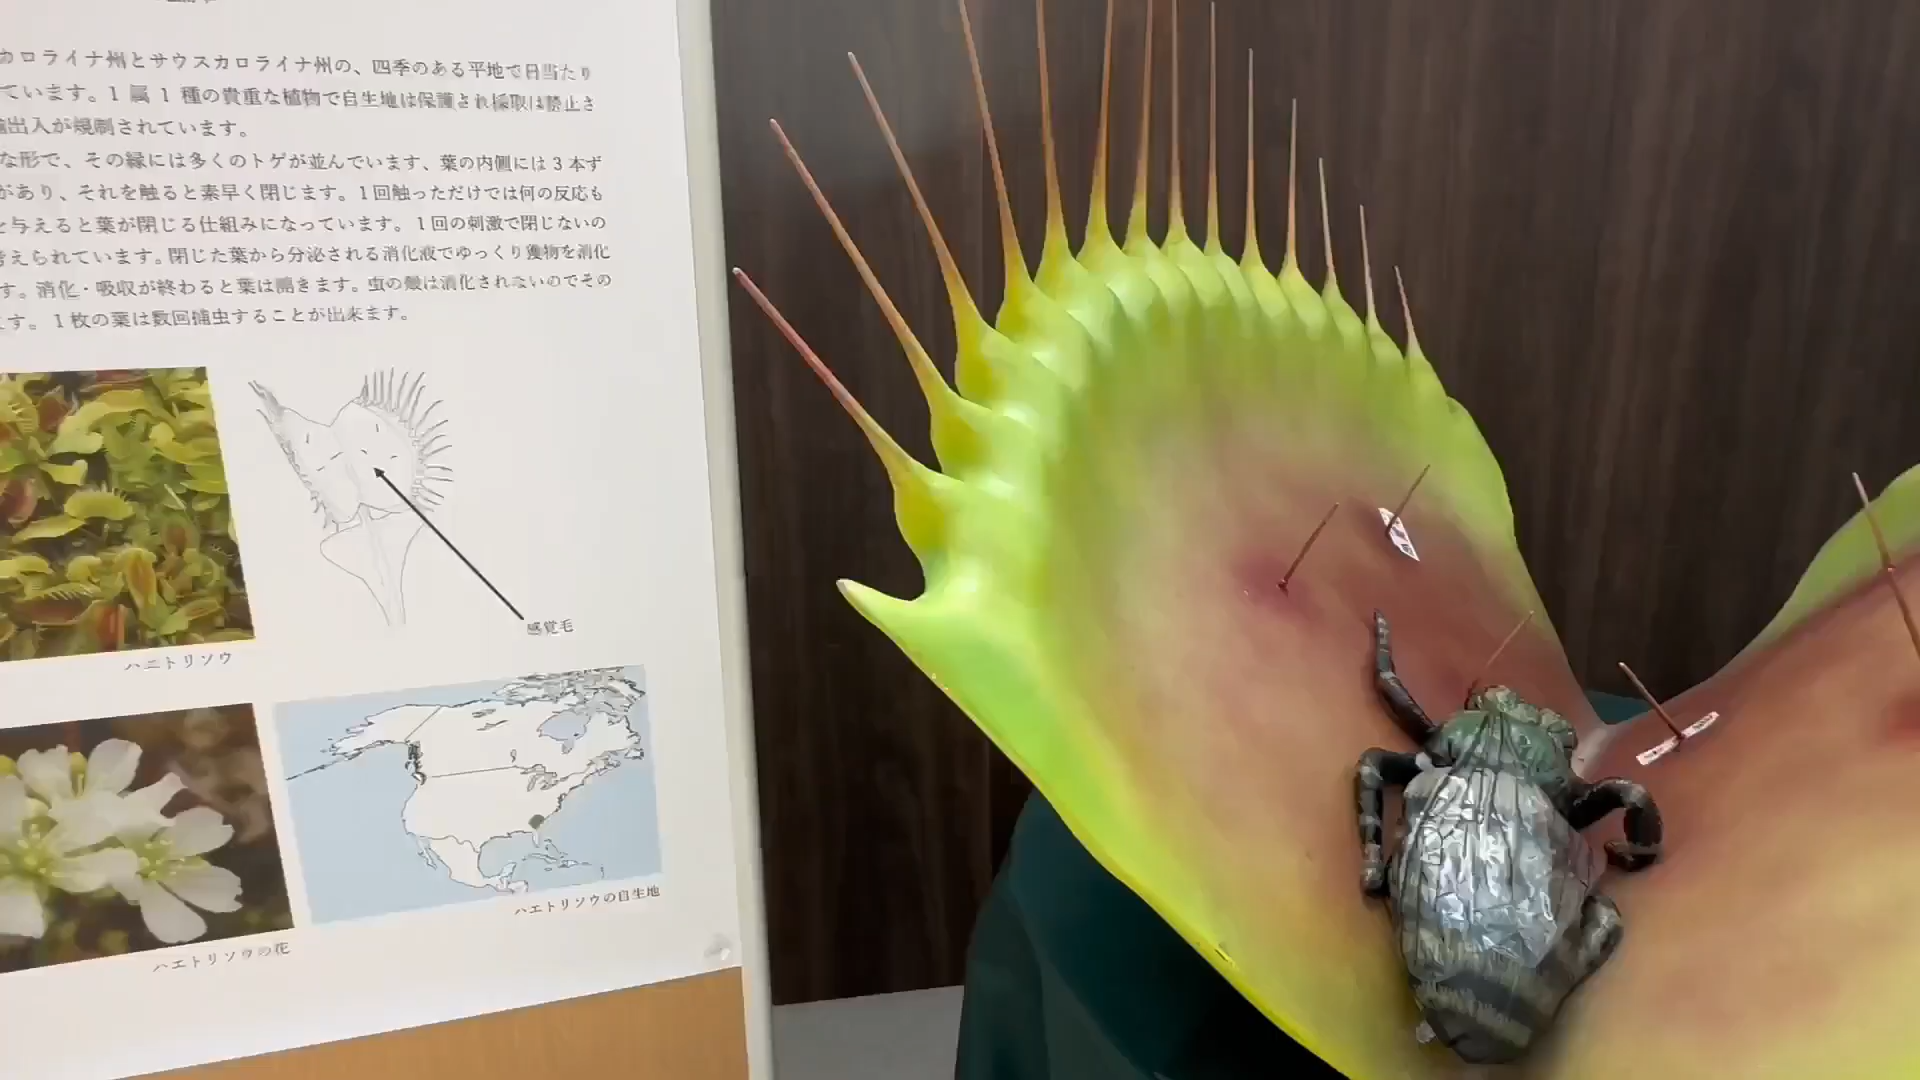 カロライナ州とサウスカロライナ州の、四季のある平地で日当たり
ています。1 属 1 種の貴重な植物で自生地は保護され採取は禁止さ
出入が規制されています。
な形で、その縁には多くのトゲが並んでいます、葉の内側には 3 本ず
があり、それを触ると素早く閉じます。1回触っただけでは何の反応も
与えると葉が閉じる仕組みになっています。1回の刺激で閉じないの
考えられています。閉じた葉から分泌される消化液でゆっくり獲物を消化
す。消化・吸収が終わると葉は開きます。虫の殻は消化されないのでその
ます。1枚の葉は数回捕虫することが出来ます。
感覚毛
ハエトリソウ
ハエトリソウの自生地
ハエトリソウの花